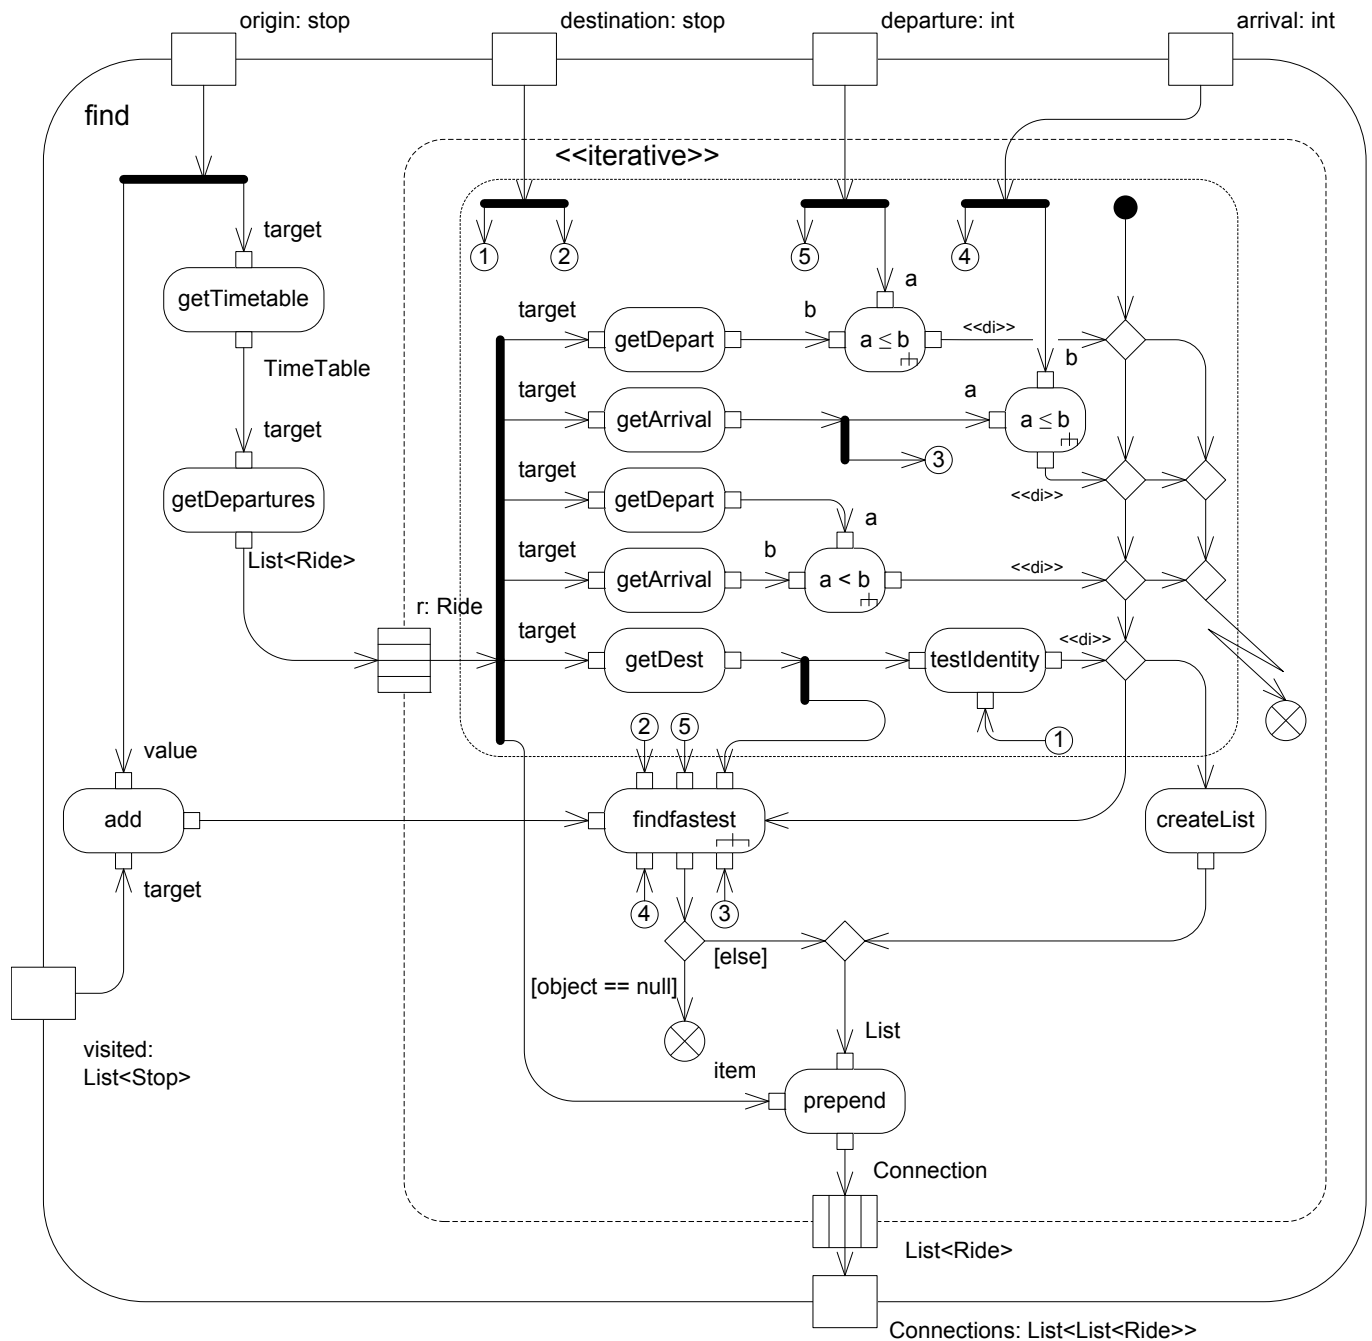 origin: stop
destination: stop
departure: int
arrival: int
find
<<iterative>>
target
1
2
5
4
a
getTimetable
target
getDepart
b
a ≤ b
<<di>>
TimeTable
b
target
getArrival
a
a ≤ b
target
3
<<di>>
getDepartures
target
getDepart
a
List<Ride>
target
getArrival
b
a < b
<<di>>
r: Ride
target
getDest
testIdentity
<<di>>
2
5
1
value
add
findfastest
createList
target
4
3
[else]
[object == null]
visited:
List<Stop>
List
item
prepend
Connection
List<Ride>
Connections: List<List<Ride>>